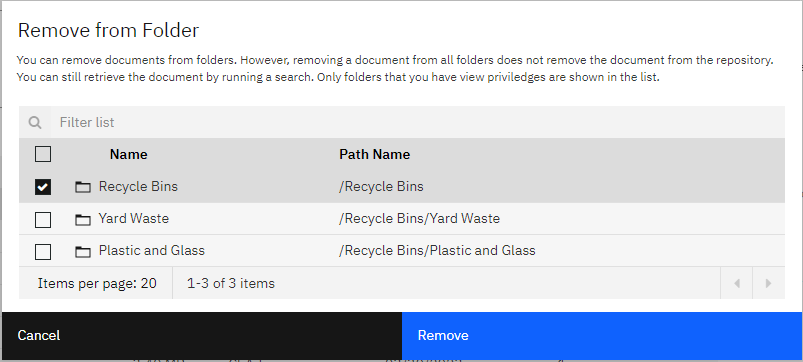 Remove from Folder
You can remove documents from folders. However, removing a document from all folders does not remove the document from the repository.
You can still retrieve the document by running a search. Only folders that you have view priviledges are shown in the list.
Filter list
Name Path Name
Recycle Bins /Recycle Bins
Yard Waste /Recycle Bins/Yard Waste
Plastic and Glass /Recycle Bins/Plastic and Glass
Items per page: 20 1-3 of 3 items
Cancel Remove